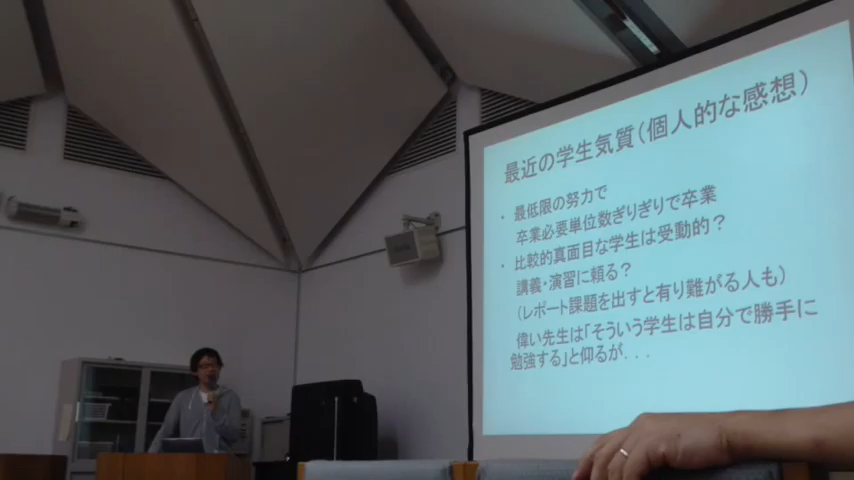 最近の学生気質(個人的な感想)
・ 最低限の努力で
卒業必要単位数ぎりぎりで卒業
・ 比較的真面目な学生は受動的?
講義・演習に頼る?
(レポート課題を出すと有り難がる人も)
偉い先生は「そういう学生は自分で勝手に
勉強する」と仰るが...